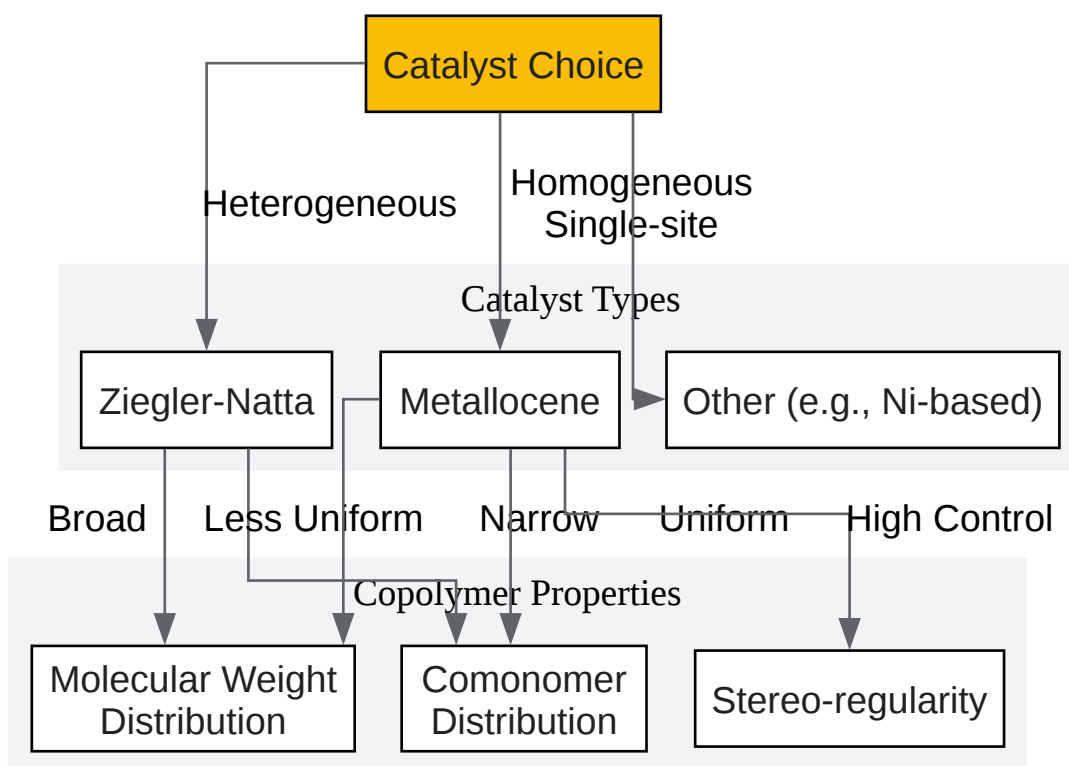 Catalyst Choice
Heterogeneous
Homogeneous
Single-site
Catalyst Types
Ziegler-Natta
Metallocene
Other (e.g., Ni-based)
Broad
Less Uniform
Narrow
Uniform
High Control
Copolymer Properties
Molecular Weight
Distribution
Comonomer
Distribution
Stereo-regularity